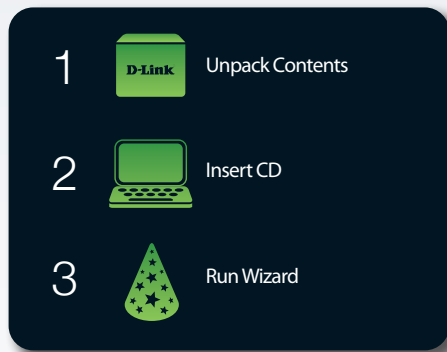 1
D-Link
Unpack Contents
2
Insert CD
3
Run Wizard